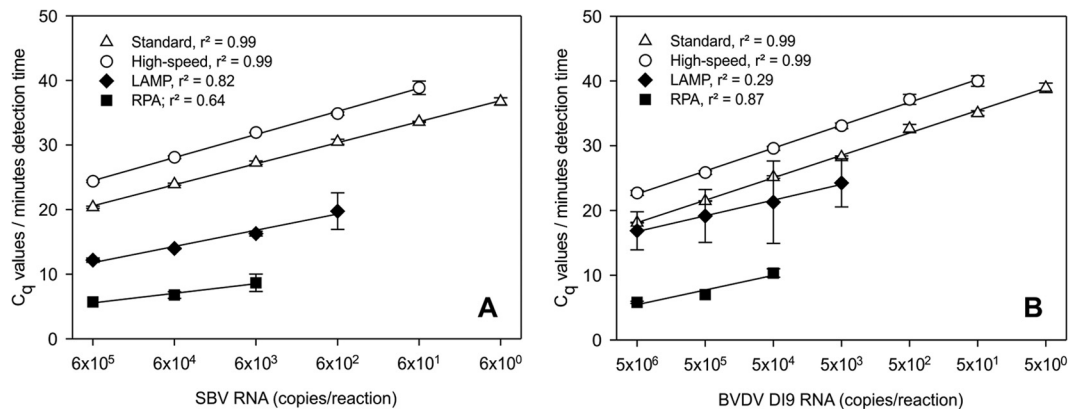 C_q values / minutes detection time
50
40
30
20
10
0
Standard, r² = 0.99
High-speed, r² = 0.99
LAMP, r² = 0.82
RPA; r² = 0.64
A
6x10⁵ 6x10⁴ 6x10³ 6x10² 6x10¹ 6x10⁰
SBV RNA (copies/reaction)
C_q values / minutes detection time
50
40
30
20
10
0
Standard, r² = 0.99
High-speed, r² = 0.99
LAMP, r² = 0.29
RPA, r² = 0.87
B
5x10⁶ 5x10⁵ 5x10⁴ 5x10³ 5x10² 5x10¹ 5x10⁰
BVDV DI9 RNA (copies/reaction)